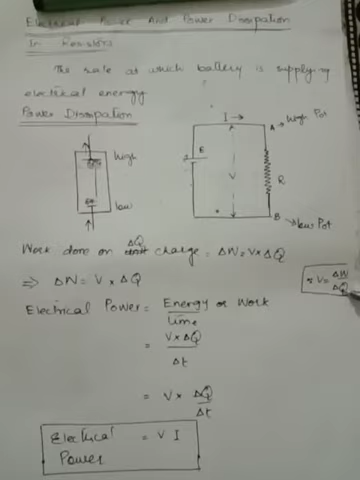 Electrical Power And Power Dissipation
In Resistors
The rate at which battery is supplying
electrical energy
Power Dissipation
high
low
I →
A → high Pot
E
V
R
B → low Pot
Work done on ΔQ charge = ΔW = V × ΔQ
⇒ ΔW = V × ΔQ
∵ V = ΔW
ΔQ
Electrical Power = Energy or Work
time
= V × ΔQ
Δt
= V × ΔQ
Δt
Electrical = V I
Power